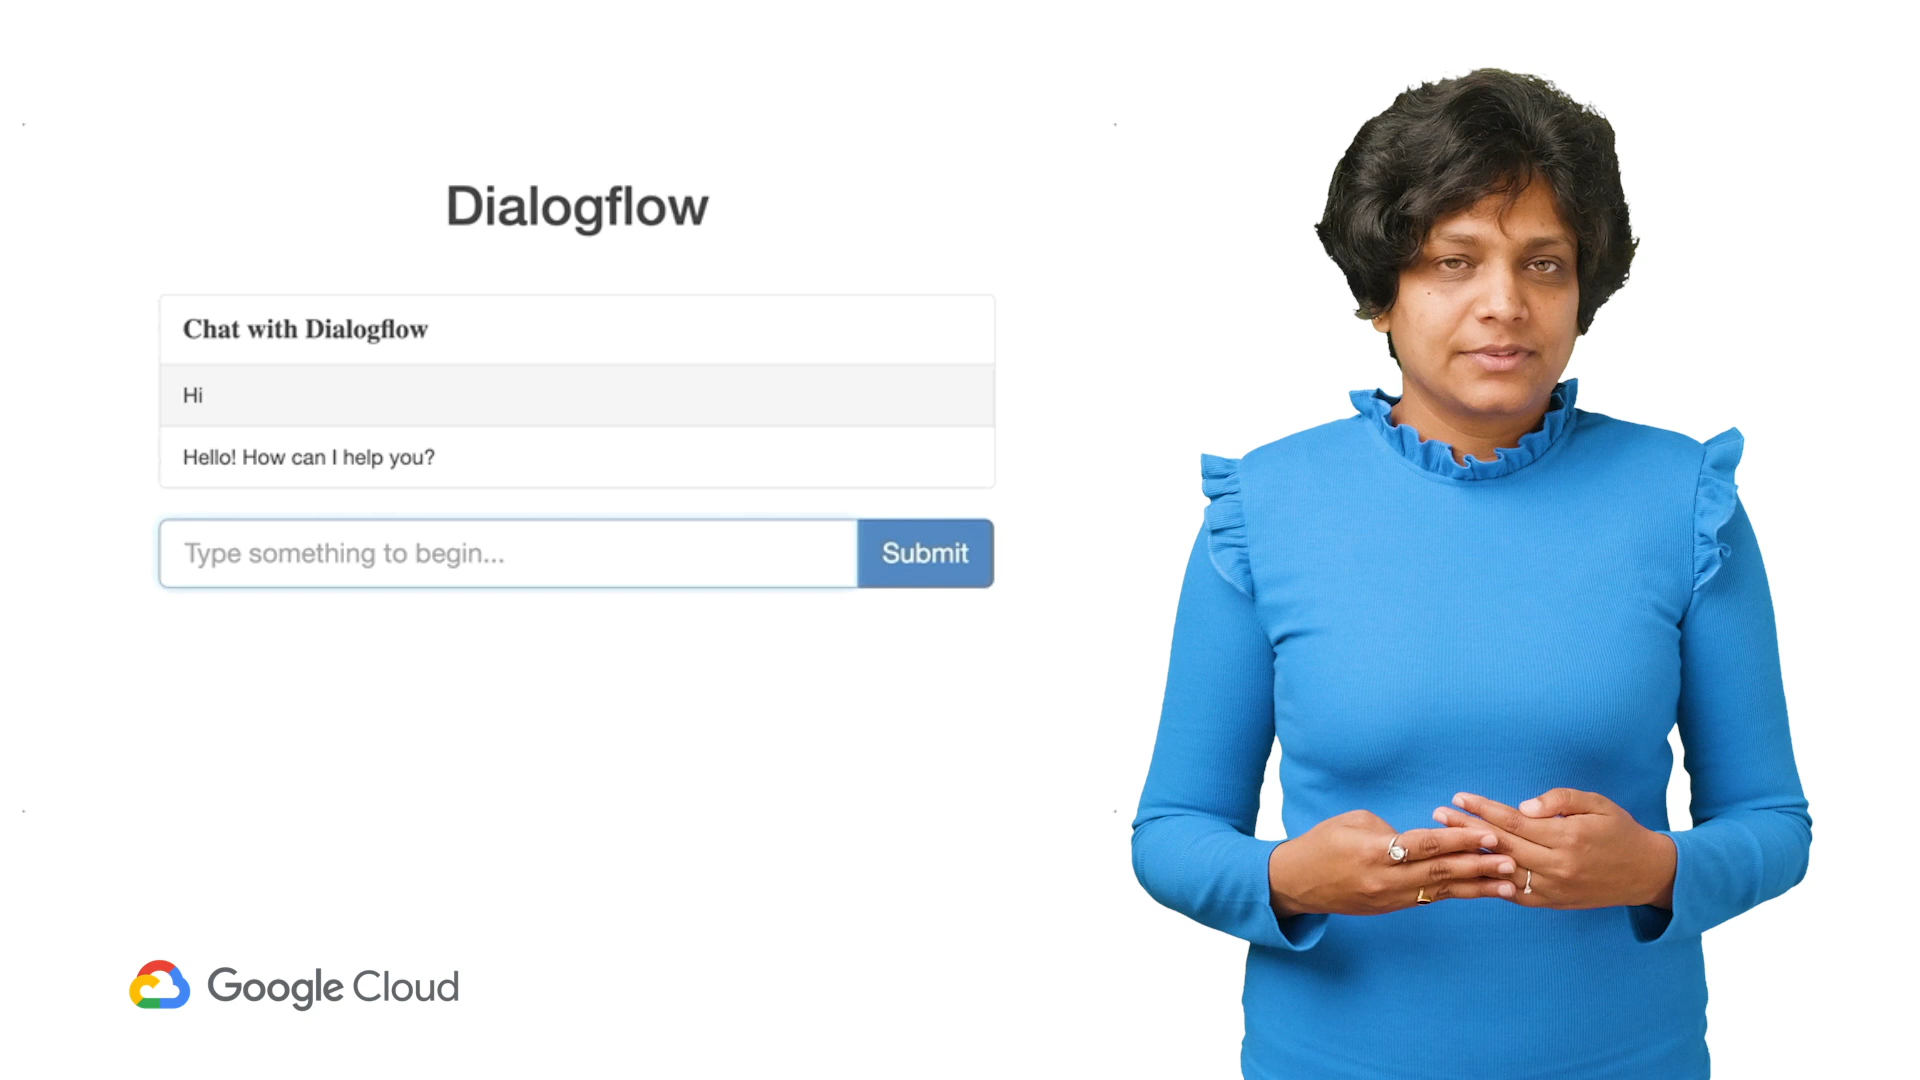 Dialogflow
Chat with Dialogflow
Hi
Hello! How can I help you?
Type something to begin...
Submit
Google Cloud